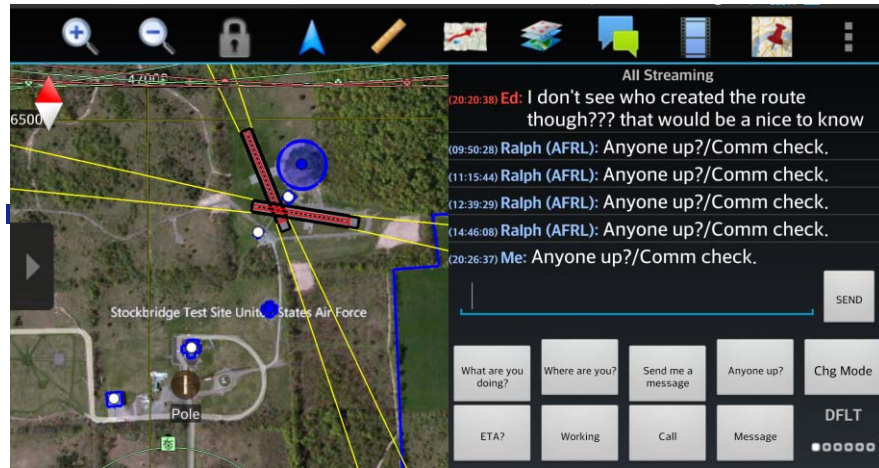 47000
6500
Stockbridge Test Site United States Air Force
Pole
All Streaming
(20:20:38) Ed: I don't see who created the route
though??? that would be a nice to know
(09:50:28) Ralph (AFRL): Anyone up?/Comm check.
(11:15:44) Ralph (AFRL): Anyone up?/Comm check.
(12:39:29) Ralph (AFRL): Anyone up?/Comm check.
(14:46:08) Ralph (AFRL): Anyone up?/Comm check.
(20:26:37) Me: Anyone up?/Comm check.
SEND
What are you
doing?
Where are you?
Send me a
message
Anyone up?
Chg Mode
ETA?
Working
Call
Message
DFLT